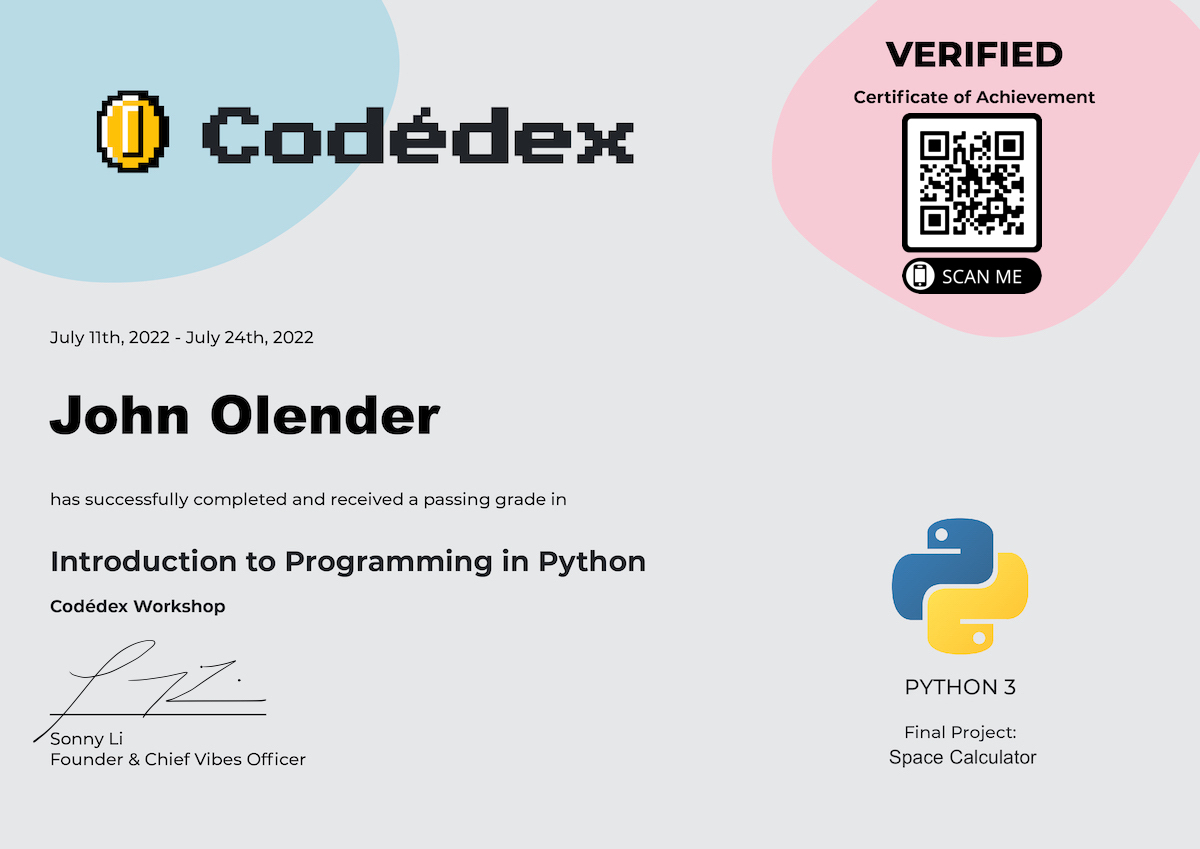 Codédex
VERIFIED
Certificate of Achievement
SCAN ME
July 11th, 2022 - July 24th, 2022
John Olender
has successfully completed and received a passing grade in
Introduction to Programming in Python
Codédex Workshop
Sonny Li
Founder & Chief Vibes Officer
PYTHON 3
Final Project:
Space Calculator